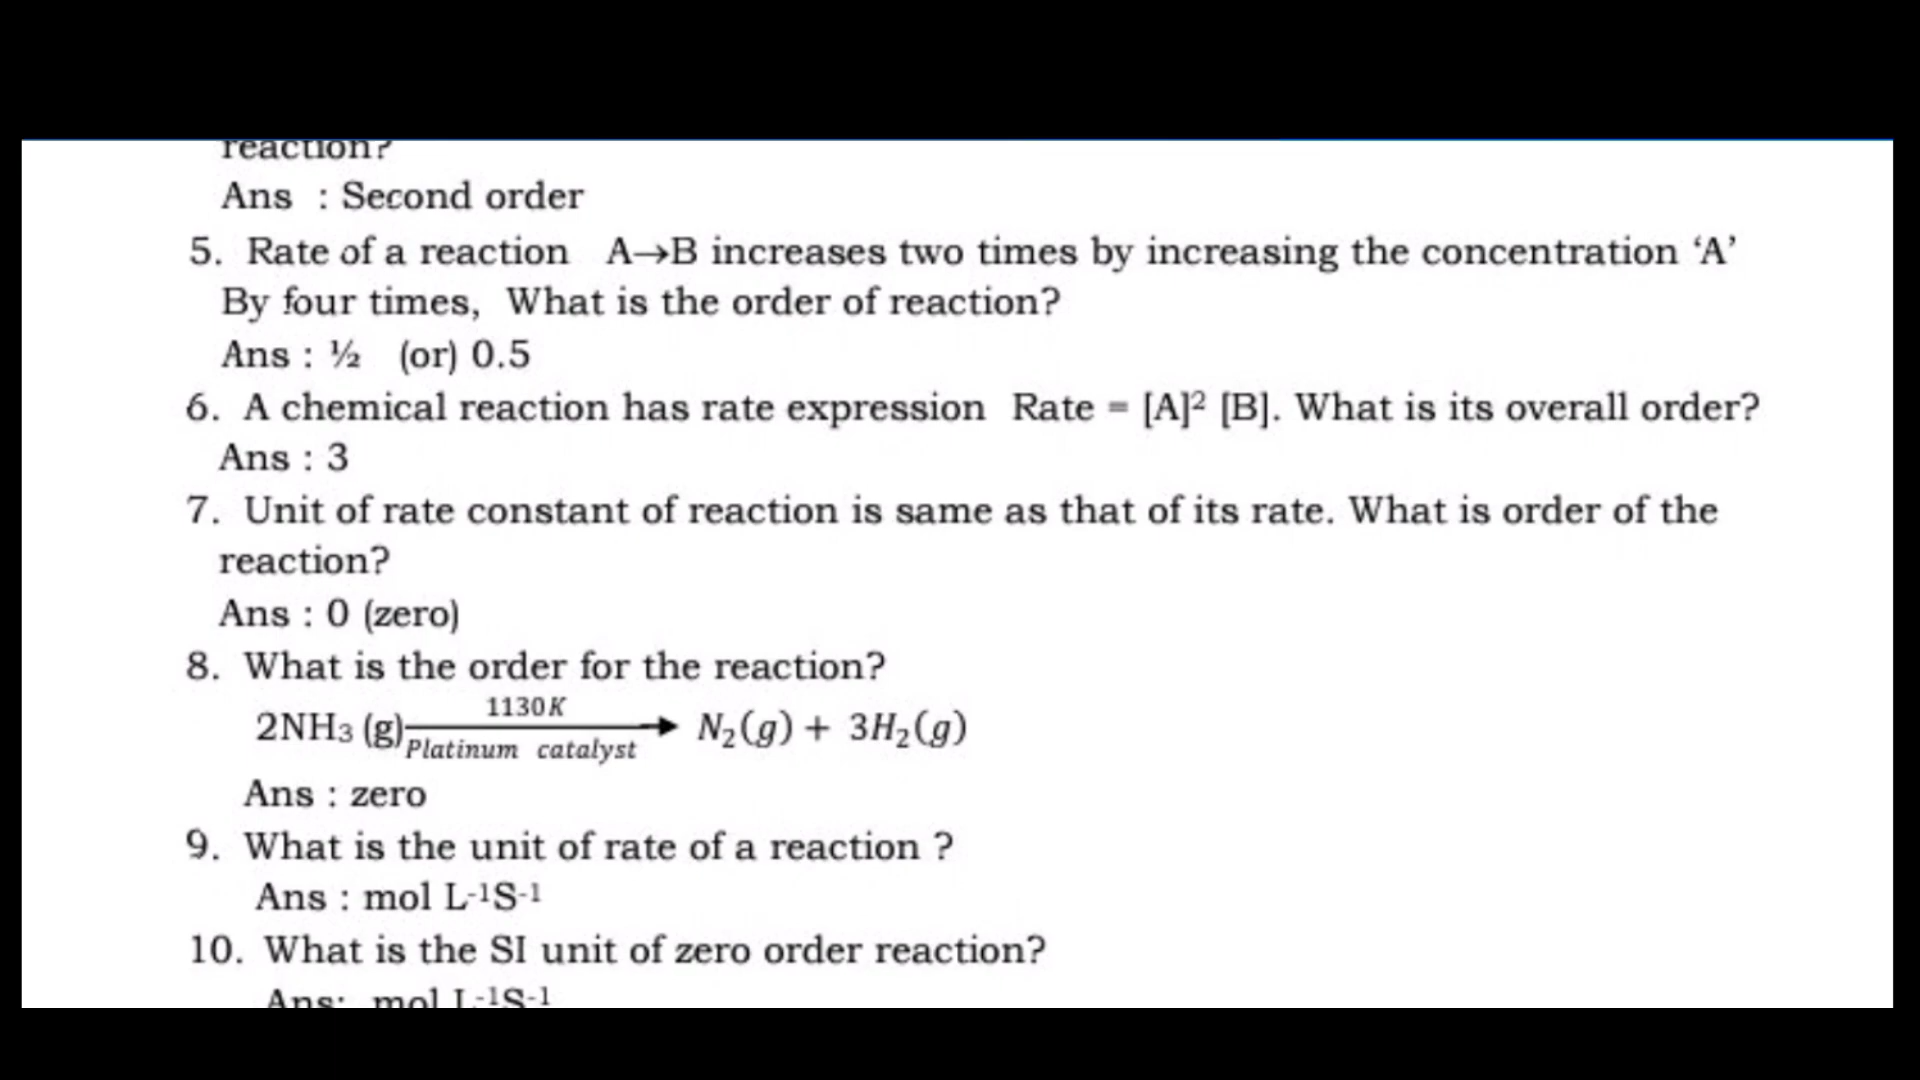 reaction?
Ans : Second order
5. Rate of a reaction A→B increases two times by increasing the concentration ‘A’
By four times, What is the order of reaction?
Ans : ½ (or) 0.5
6. A chemical reaction has rate expression Rate = [A]² [B]. What is its overall order?
Ans : 3
7. Unit of rate constant of reaction is same as that of its rate. What is order of the
reaction?
Ans : 0 (zero)
8. What is the order for the reaction?
1130K
2NH₃ (g) → N₂(g) + 3H₂(g)
Platinum catalyst
Ans : zero
9. What is the unit of rate of a reaction ?
Ans : mol L⁻¹S⁻¹
10. What is the SI unit of zero order reaction?
Ans: mol L⁻¹S⁻¹